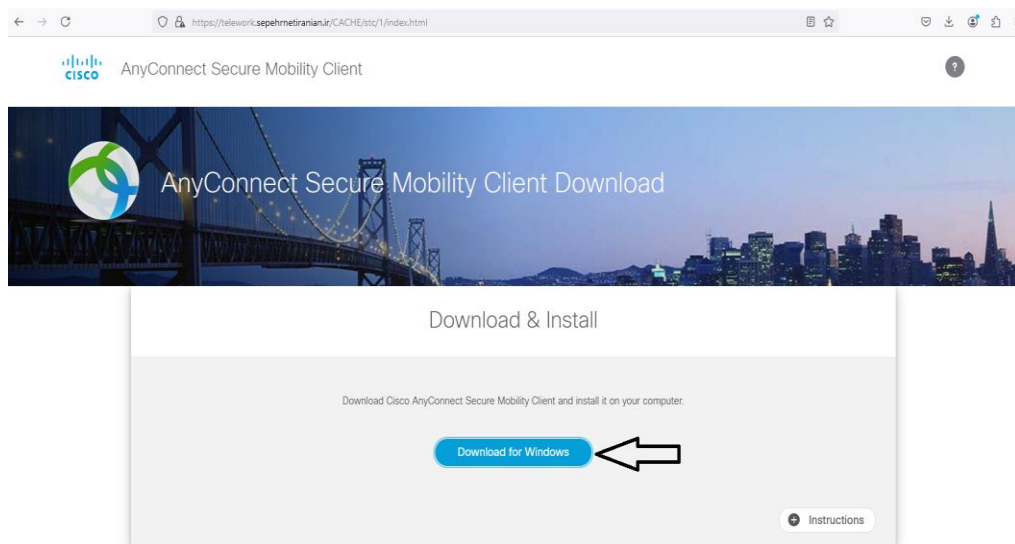 https://telework.sepehrnetiranian.ir/CACHE/stc/1/index.html
CISCO AnyConnect Secure Mobility Client ?
AnyConnect Secure Mobility Client Download
Download & Install
Download Cisco AnyConnect Secure Mobility Client and install it on your computer.
Download for Windows
Instructions